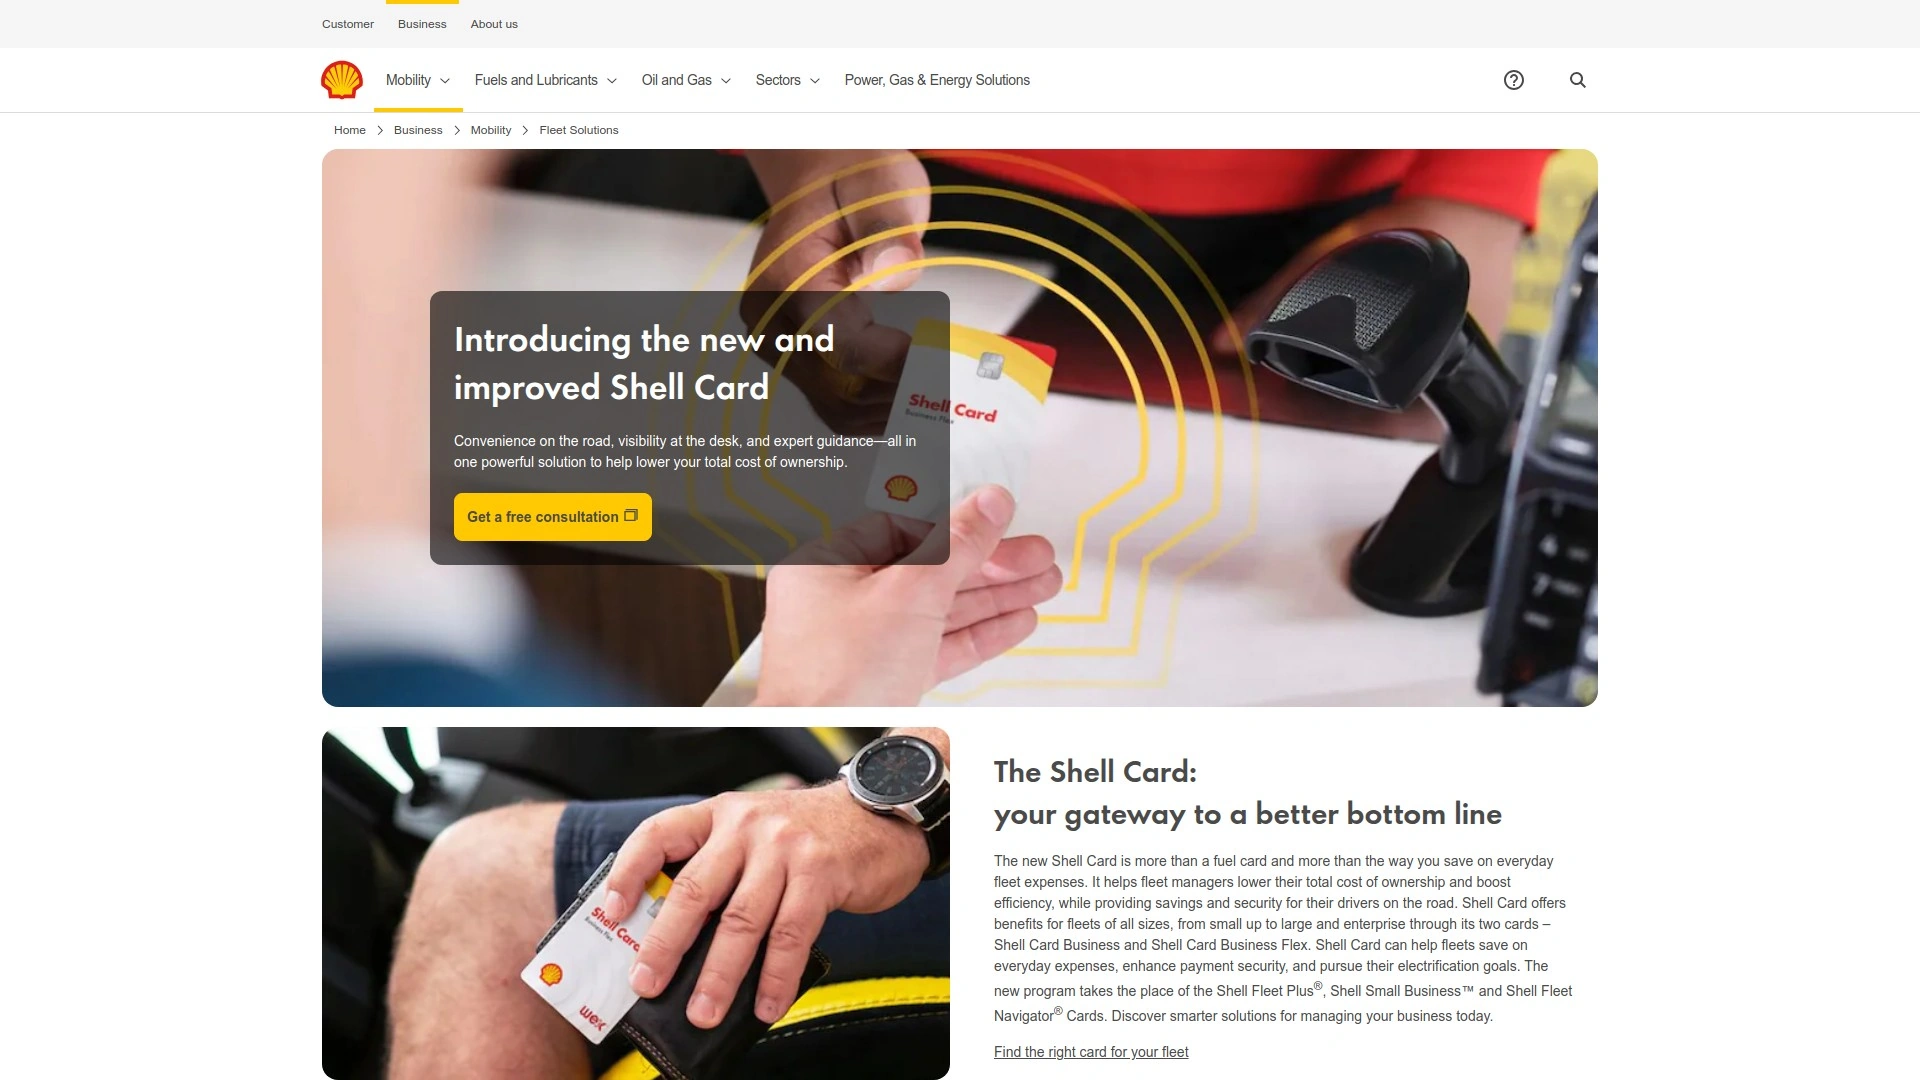 Customer Business About us
Mobility Fuels and Lubricants Oil and Gas Sectors Power, Gas & Energy Solutions
Home Business Mobility Fleet Solutions
Introducing the new and
improved Shell Card
Convenience on the road, visibility at the desk, and expert guidance—all in
one powerful solution to help lower your total cost of ownership.
Get a free consultation
Shell Card
Business Flex
The Shell Card:
your gateway to a better bottom line
The new Shell Card is more than a fuel card and more than the way you save on everyday
fleet expenses. It helps fleet managers lower their total cost of ownership and boost
efficiency, while providing savings and security for their drivers on the road. Shell Card offers
benefits for fleets of all sizes, from small up to large and enterprise through its two cards –
Shell Card Business and Shell Card Business Flex. Shell Card can help fleets save on
everyday expenses, enhance payment security, and pursue their electrification goals. The
new program takes the place of the Shell Fleet Plus®, Shell Small Business™ and Shell Fleet
Navigator® Cards. Discover smarter solutions for managing your business today.
Find the right card for your fleet
Shell Card
Business Flex
wex